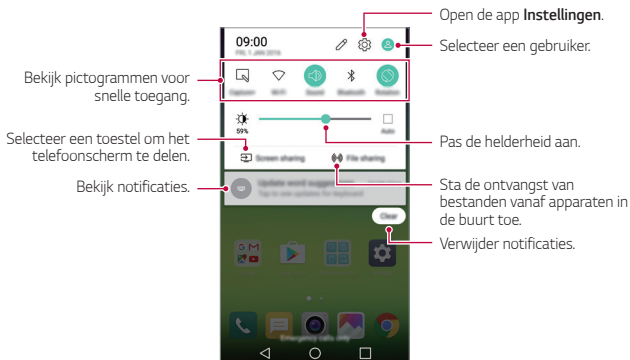 Open de app Instellingen.
09:00
FRI, 1 JAN 2016
Selecteer een gebruiker.
Bekijk pictogrammen voor
snelle toegang.
Capture+
Wi-Fi
Sound
Bluetooth
Rotation
59%
Auto
Selecteer een toestel om het
telefoonscherm te delen.
Pas de helderheid aan.
Screen sharing
File sharing
Bekijk notificaties.
Update word suggestions
Tap to see updates for keyboard
Sta de ontvangst van
bestanden vanaf apparaten in
de buurt toe.
Clear
Verwijder notificaties.
Emergency calls only